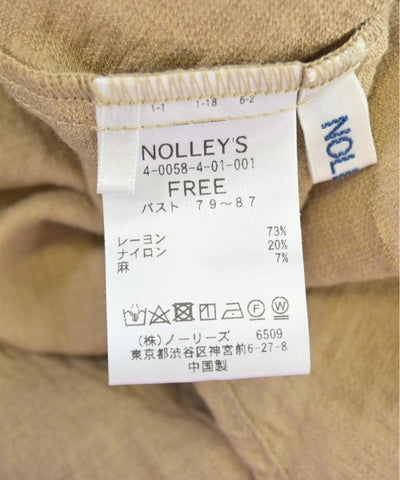 1-1 1-18 6-2
NOLLEY'S
4-0058-4-01-001
FREE
バスト 79～87
レーヨン 73%
ナイロン 20%
麻 7%
(株)ノーリーズ 6509
東京都渋谷区神宮前6-27-8
中国製
NOL